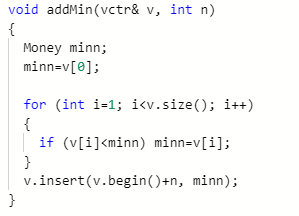 void addMin(vctr& v, int n)
{
  Money minn;
  minn=v[0];

  for (int i=1; i<v.size(); i++)
  {
    if (v[i]<minn) minn=v[i];
  }
  v.insert(v.begin()+n, minn);
}